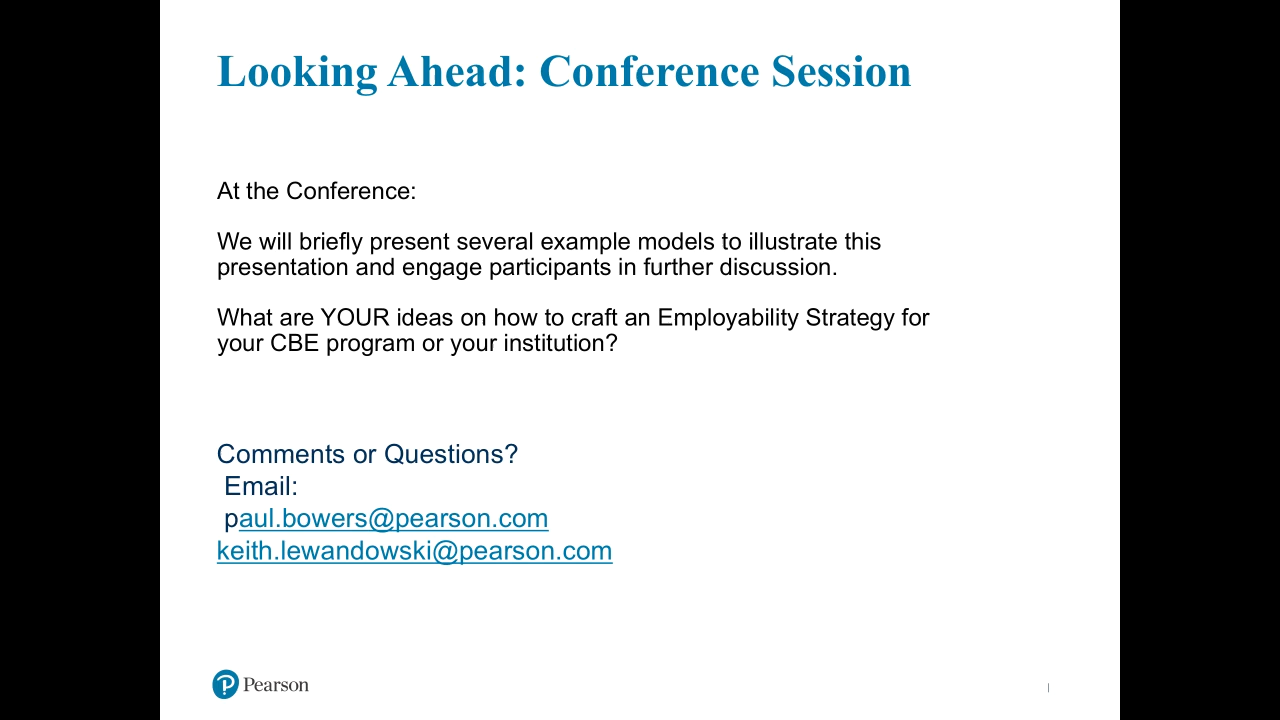 Looking Ahead: Conference Session
At the Conference:
We will briefly present several example models to illustrate this
presentation and engage participants in further discussion.
What are YOUR ideas on how to craft an Employability Strategy for
your CBE program or your institution?
Comments or Questions?
Email:
paul.bowers@pearson.com
keith.lewandowski@pearson.com
Pearson
|